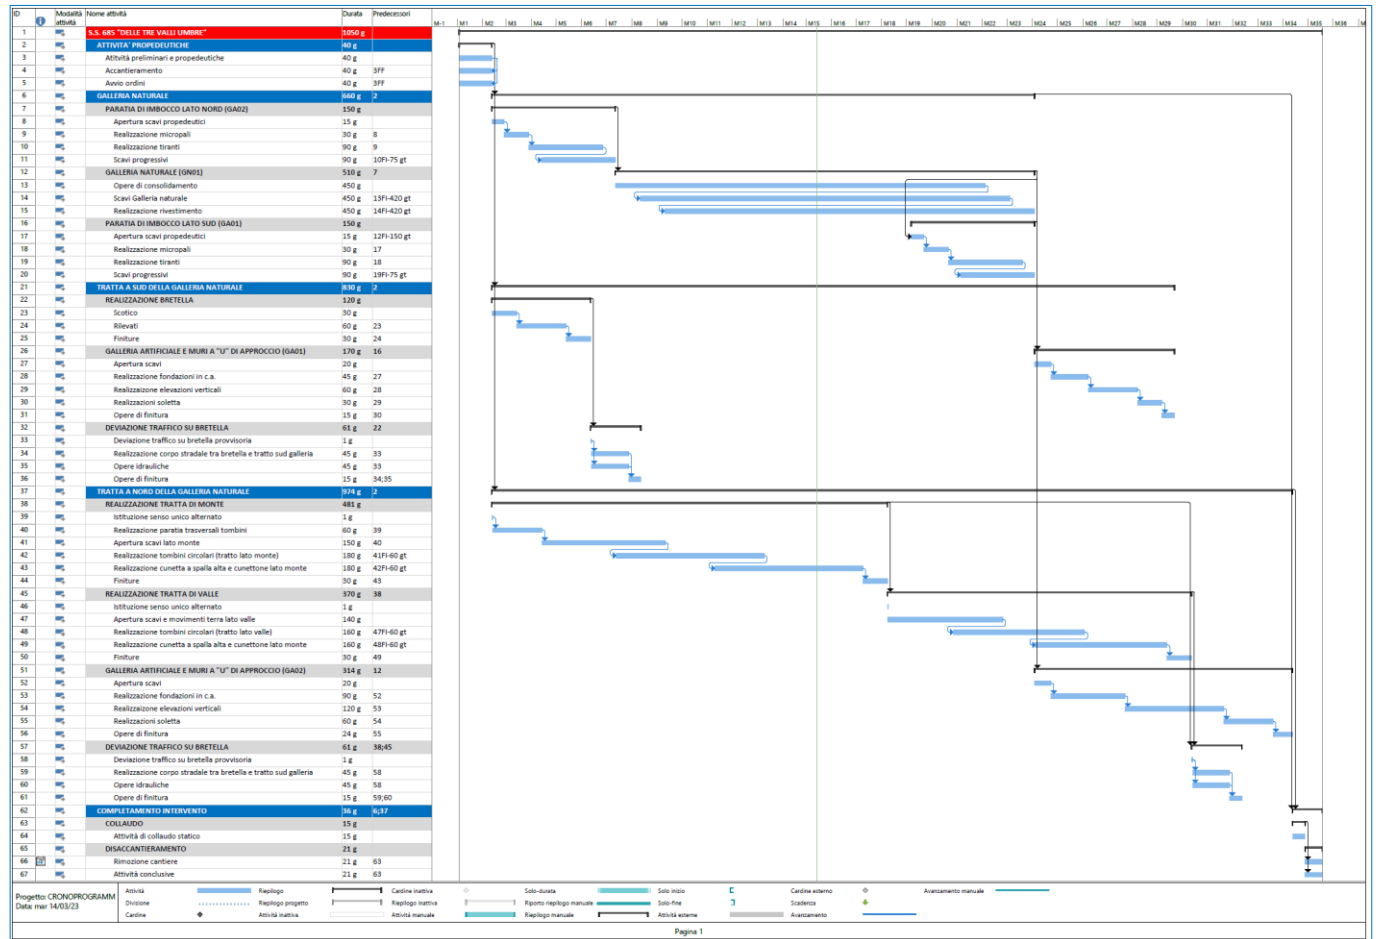 ID Modalità attività Nome attività Durata Predecessori
M-1 M1 M2 M3 M4 M5 M6 M7 M8 M9 M10 M11 M12 M13 M14 M15 M16 M17 M18 M19 M20 M21 M22 M23 M24 M25 M26 M27 M28 M29 M30 M31 M32 M33 M34 M35 M36 M
1 S.S. 685 "DELLE TRE VALLI UMBRE" 1050 g
2 ATTIVITA' PROPEDEUTICHE 40 g
3 Attività preliminari e propedeutiche 40 g
4 Accantieramento 40 g 3FF
5 Avvio ordini 40 g 3FF
6 GALLERIA NATURALE 660 g 2
7 PARATIA DI IMBOCCO LATO NORD (GA02) 150 g
8 Apertura scavi propedeutici 15 g
9 Realizzazione micropali 30 g 8
10 Realizzazione tiranti 90 g 9
11 Scavi progressivi 90 g 10FI-75 gt
12 GALLERIA NATURALE (GN01) 510 g 7
13 Opere di consolidamento 450 g
14 Scavi Galleria naturale 450 g 13FI-420 gt
15 Realizzazione rivestimento 450 g 14FI-420 gt
16 PARATIA DI IMBOCCO LATO SUD (GA01) 150 g
17 Apertura scavi propedeutici 15 g 12FI-150 gt
18 Realizzazione micropali 30 g 17
19 Realizzazione tiranti 90 g 18
20 Scavi progressivi 90 g 19FI-75 gt
21 TRATTA A SUD DELLA GALLERIA NATURALE 830 g 2
22 REALIZZAZIONE BRETELLA 120 g
23 Scotico 30 g
24 Rilevati 60 g 23
25 Finiture 30 g 24
26 GALLERIA ARTIFICIALE E MURI A "U" DI APPROCCIO (GA01) 170 g 16
27 Apertura scavi 20 g
28 Realizzazione fondazioni in c.a. 45 g 27
29 Realizzaizone elevazioni verticali 60 g 28
30 Realizzazioni soletta 30 g 29
31 Opere di finitura 15 g 30
32 DEVIAZIONE TRAFFICO SU BRETELLA 61 g 22
33 Deviazione traffico su bretella provvisoria 1 g
34 Realizzazione corpo stradale tra bretella e tratto sud galleria 45 g 33
35 Opere idrauliche 45 g 33
36 Opere di finitura 15 g 34;35
37 TRATTA A NORD DELLA GALLERIA NATURALE 974 g 2
38 REALIZZAZIONE TRATTA DI MONTE 481 g
39 Istituzione senso unico alternato 1 g
40 Realizzazione paratia trasversali tombini 60 g 39
41 Apertura scavi lato monte 150 g 40
42 Realizzazione tombini circolari (tratto lato monte) 180 g 41FI-60 gt
43 Realizzazione cunetta a spalla alta e cunettone lato monte 180 g 42FI-60 gt
44 Finiture 30 g 43
45 REALIZZAZIONE TRATTA DI VALLE 370 g 38
46 Istituzione senso unico alternato 1 g
47 Apertura scavi e movimenti terra lato valle 140 g
48 Realizzazione tombini circolari (tratto lato valle) 160 g 47FI-60 gt
49 Realizzazione cunetta a spalla alta e cunettone lato monte 160 g 48FI-60 gt
50 Finiture 30 g 49
51 GALLERIA ARTIFICIALE E MURI A "U" DI APPROCCIO (GA02) 314 g 12
52 Apertura scavi 20 g
53 Realizzazione fondazioni in c.a. 90 g 52
54 Realizzaizone elevazioni verticali 120 g 53
55 Realizzazioni soletta 60 g 54
56 Opere di finitura 24 g 55
57 DEVIAZIONE TRAFFICO SU BRETELLA 61 g 38;45
58 Deviazione traffico su bretella provvisoria 1 g
59 Realizzazione corpo stradale tra bretella e tratto sud galleria 45 g 58
60 Opere idrauliche 45 g 58
61 Opere di finitura 15 g 59;60
62 COMPLETAMENTO INTERVENTO 36 g 6;37
63 COLLAUDO 15 g
64 Attività di collaudo statico 15 g
65 DISACCANTIERAMENTO 21 g
66 Rimozione cantiere 21 g 63
67 Attività conclusive 21 g 63
Progetto: CRONOPROGRAMM
Data: mar 14/03/23
Attività Riepilogo Cardine inattiva Solo-durata Solo inizio Cardine esterno Avanzamento manuale
Divisione Riepilogo progetto Riepilogo inattiva Riporto riepilogo manuale Solo-fine Scadenza
Cardine Attività inattiva Attività manuale Riepilogo manuale Attività esterne Avanzamento
Pagina 1